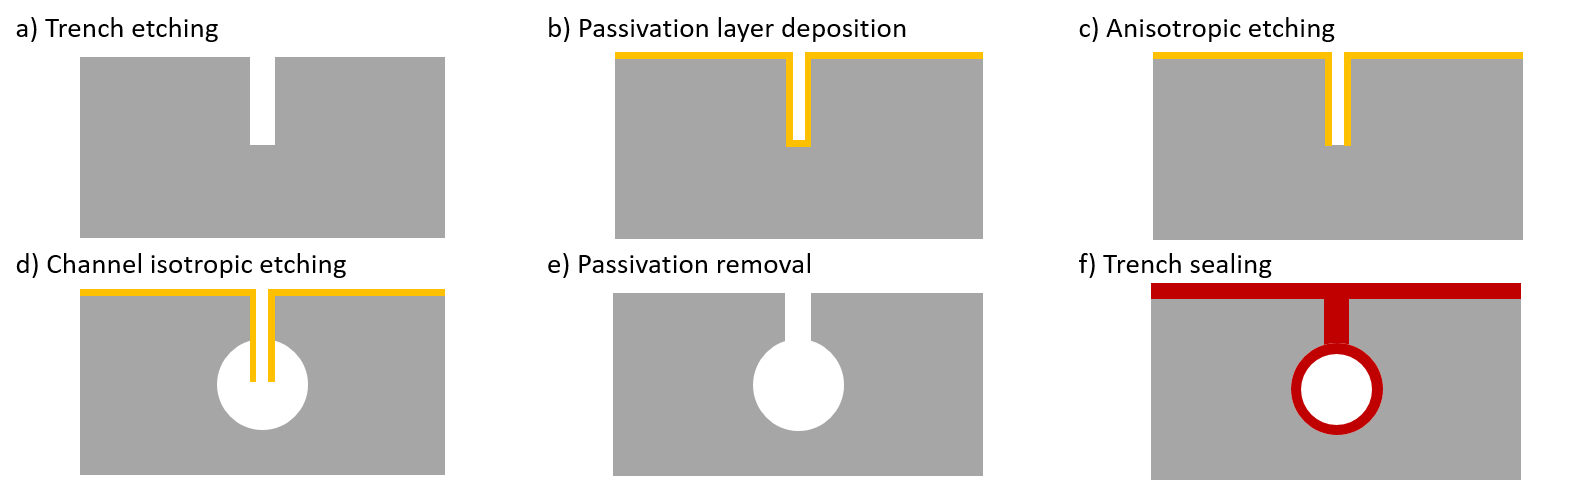 a) Trench etching
b) Passivation layer deposition
c) Anisotropic etching
d) Channel isotropic etching
e) Passivation removal
f) Trench sealing